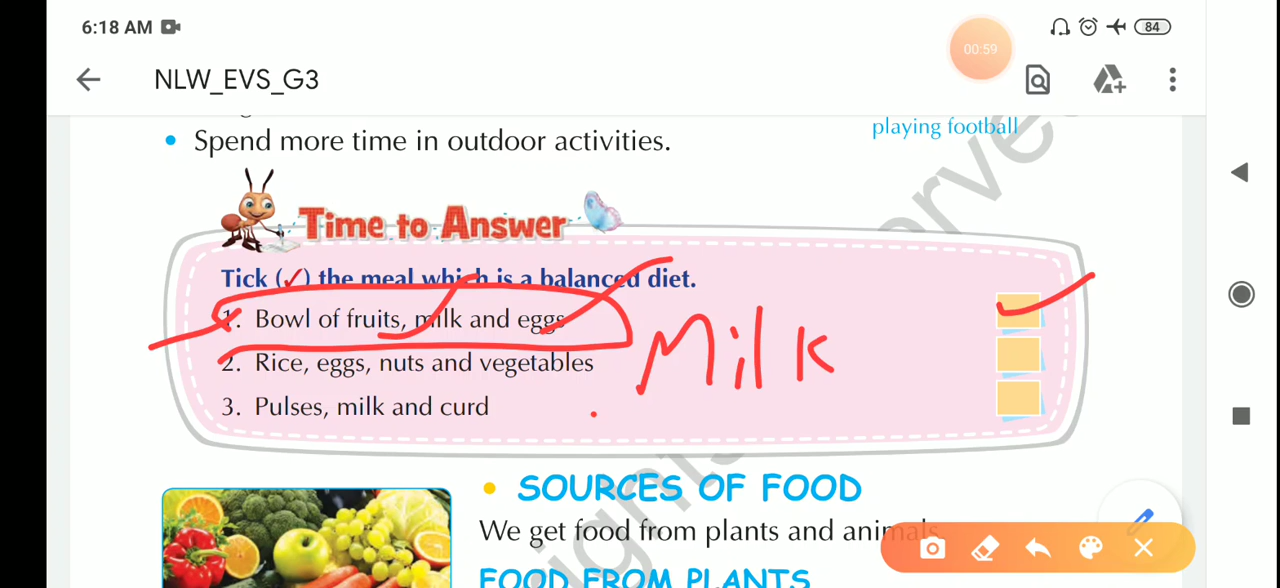 6:18 AM
84
00:59
NLW_EVS_G3
playing football
• Spend more time in outdoor activities.
Time to Answer
Tick (✓) the meal which is a balanced diet.
1. Bowl of fruits, milk and eggs
2. Rice, eggs, nuts and vegetables
Milk
3. Pulses, milk and curd
• SOURCES OF FOOD
We get food from plants and animals
FOOD FROM PLANTS